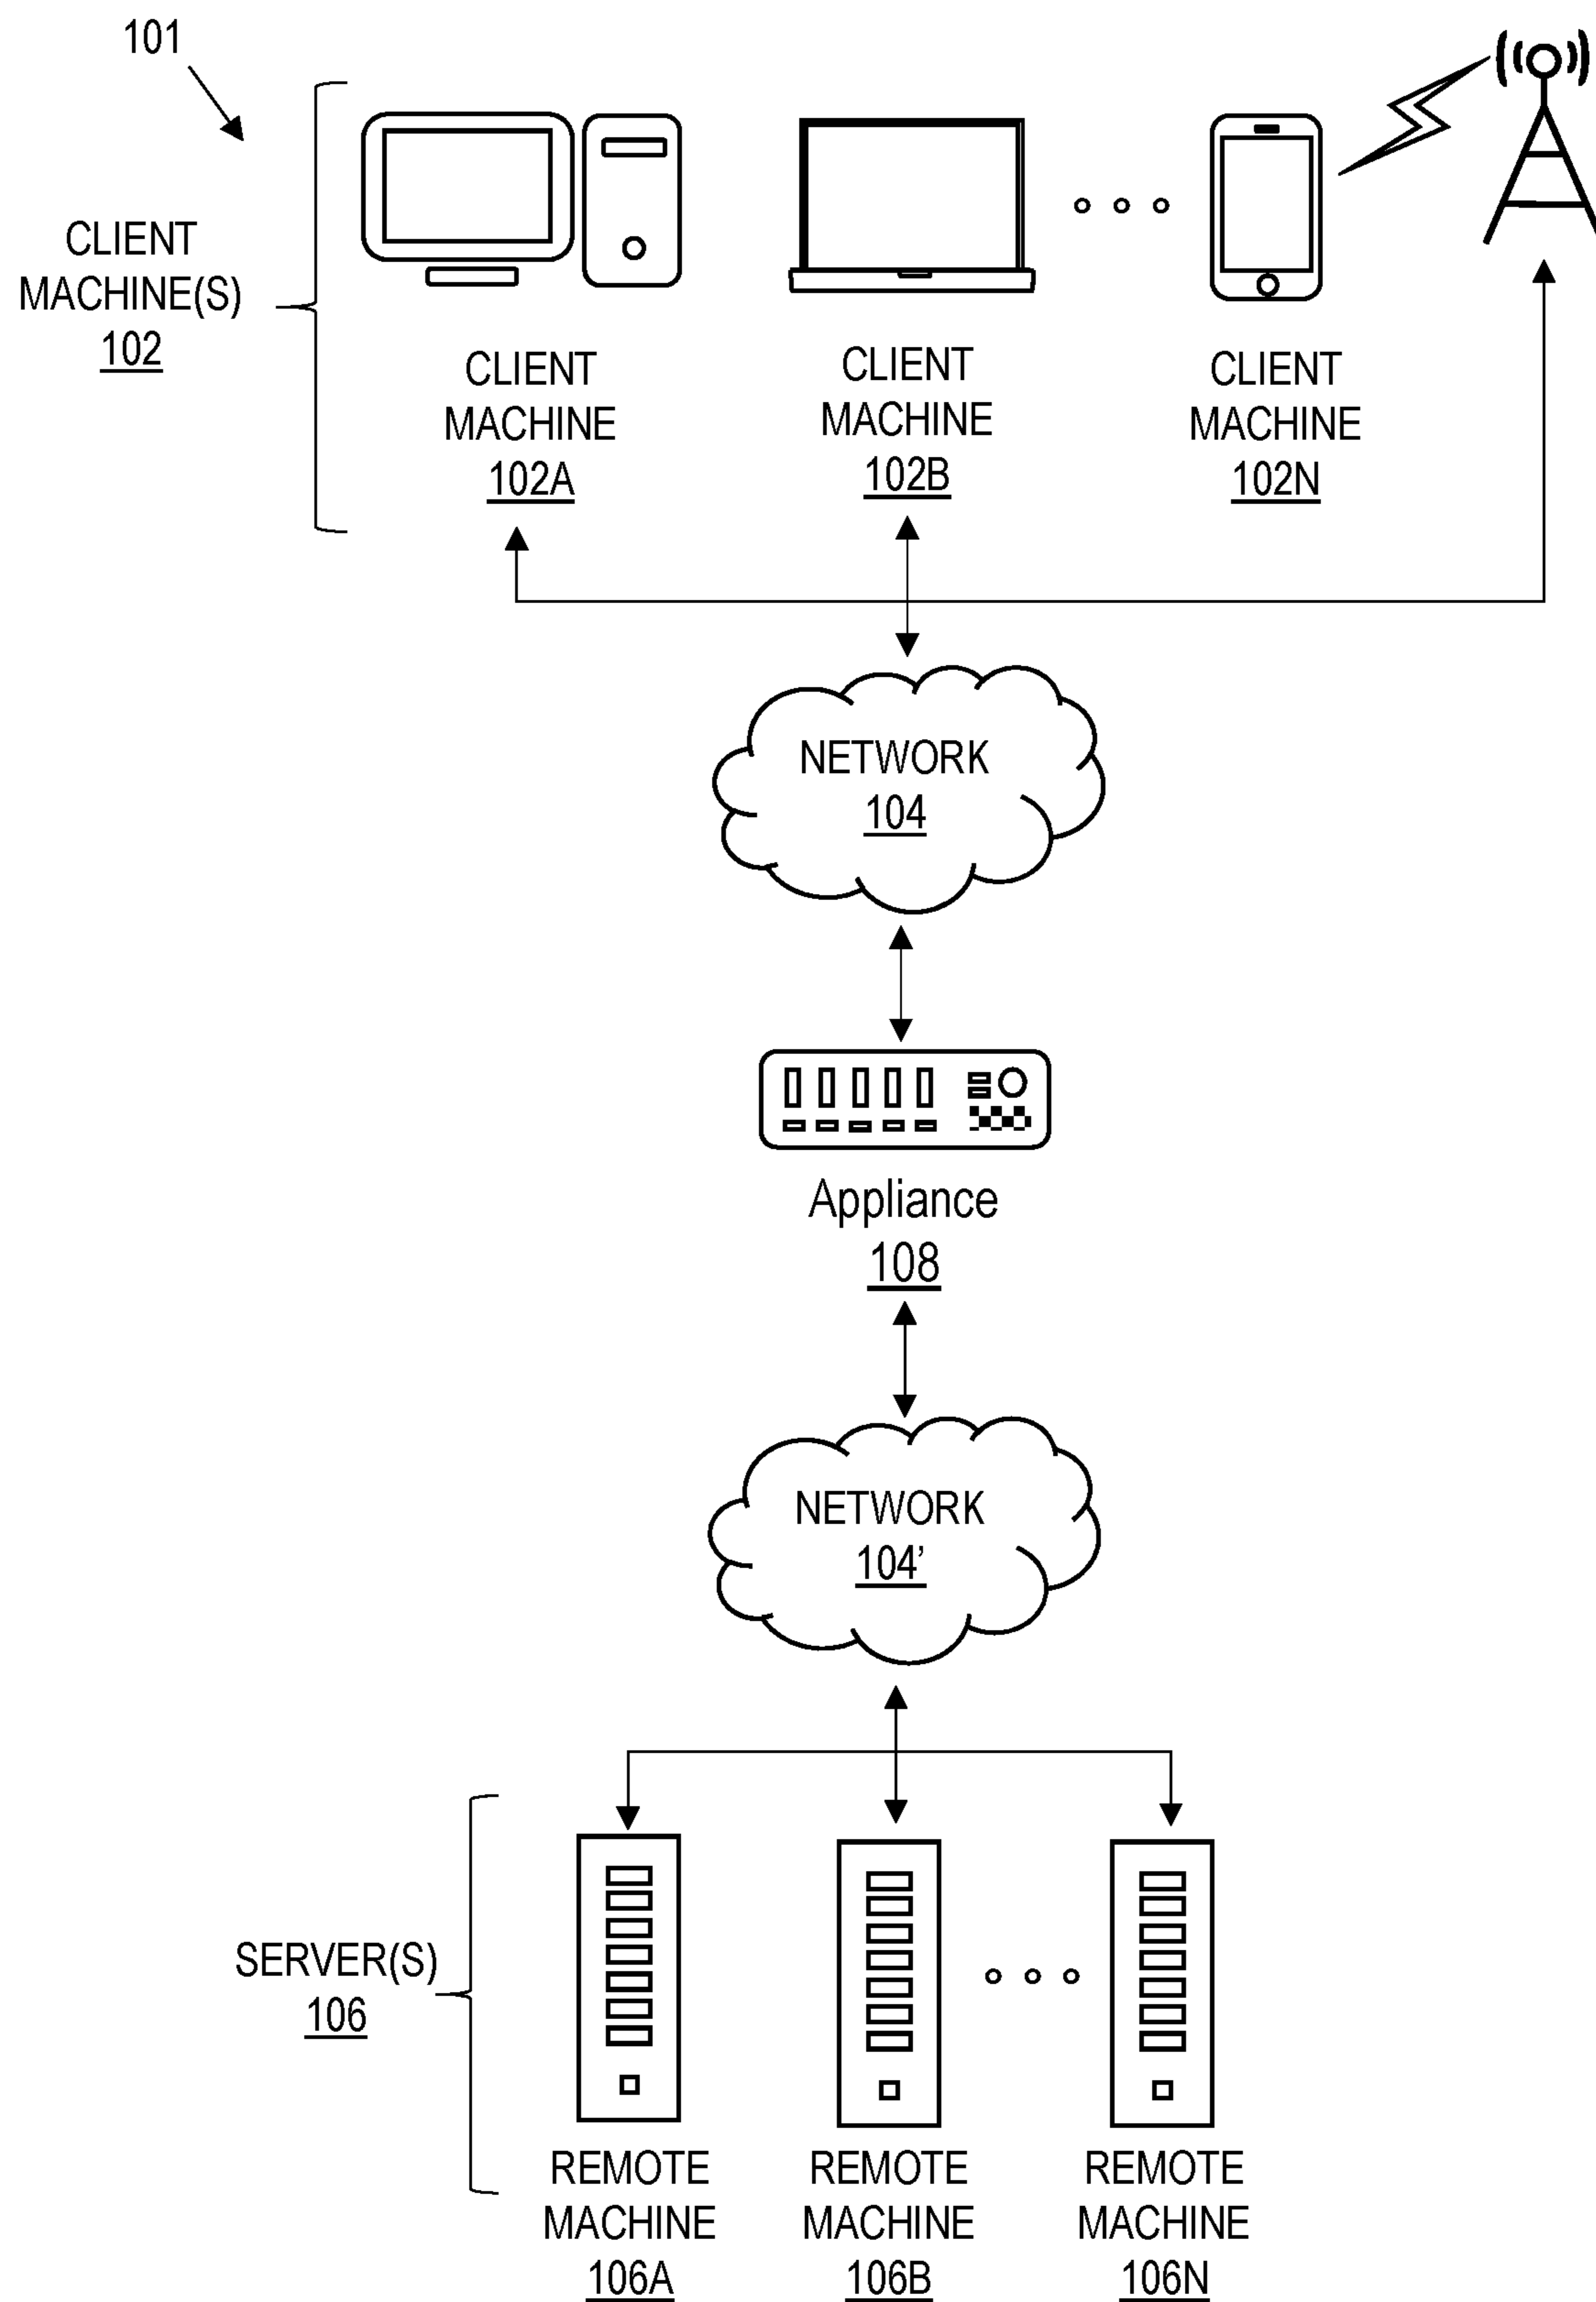 101
CLIENT
MACHINE(S)
102
CLIENT
MACHINE
102A
CLIENT
MACHINE
102B
CLIENT
MACHINE
102N
NETWORK
104
Appliance
108
NETWORK
104’
SERVER(S)
106
REMOTE
MACHINE
106A
REMOTE
MACHINE
106B
REMOTE
MACHINE
106N